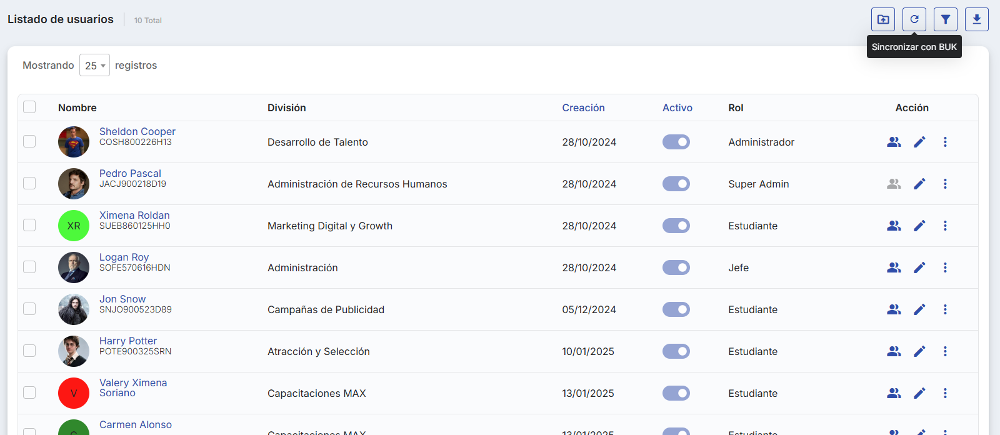 Listado de usuarios
10 Total
Sincronizar con BUK
Mostrando 25 registros
Nombre División Creación Activo Rol Acción
Sheldon Cooper
COSH800226H13
Desarrollo de Talento 28/10/2024 Administrador
Pedro Pascal
JACJ900218D19
Administración de Recursos Humanos 28/10/2024 Super Admin
XR
Ximena Roldan
SUEB860125HH0
Marketing Digital y Growth 28/10/2024 Estudiante
Logan Roy
SOFE570616HDN
Administración 28/10/2024 Jefe
Jon Snow
SNJO900523D89
Campañas de Publicidad 05/12/2024 Estudiante
Harry Potter
POTE900325SRN
Atracción y Selección 10/01/2025 Estudiante
V
Valery Ximena
Soriano
Capacitaciones MAX 13/01/2025 Estudiante
Carmen Alonso
C
Capacitaciones MAX 13/01/2025 Estudiante